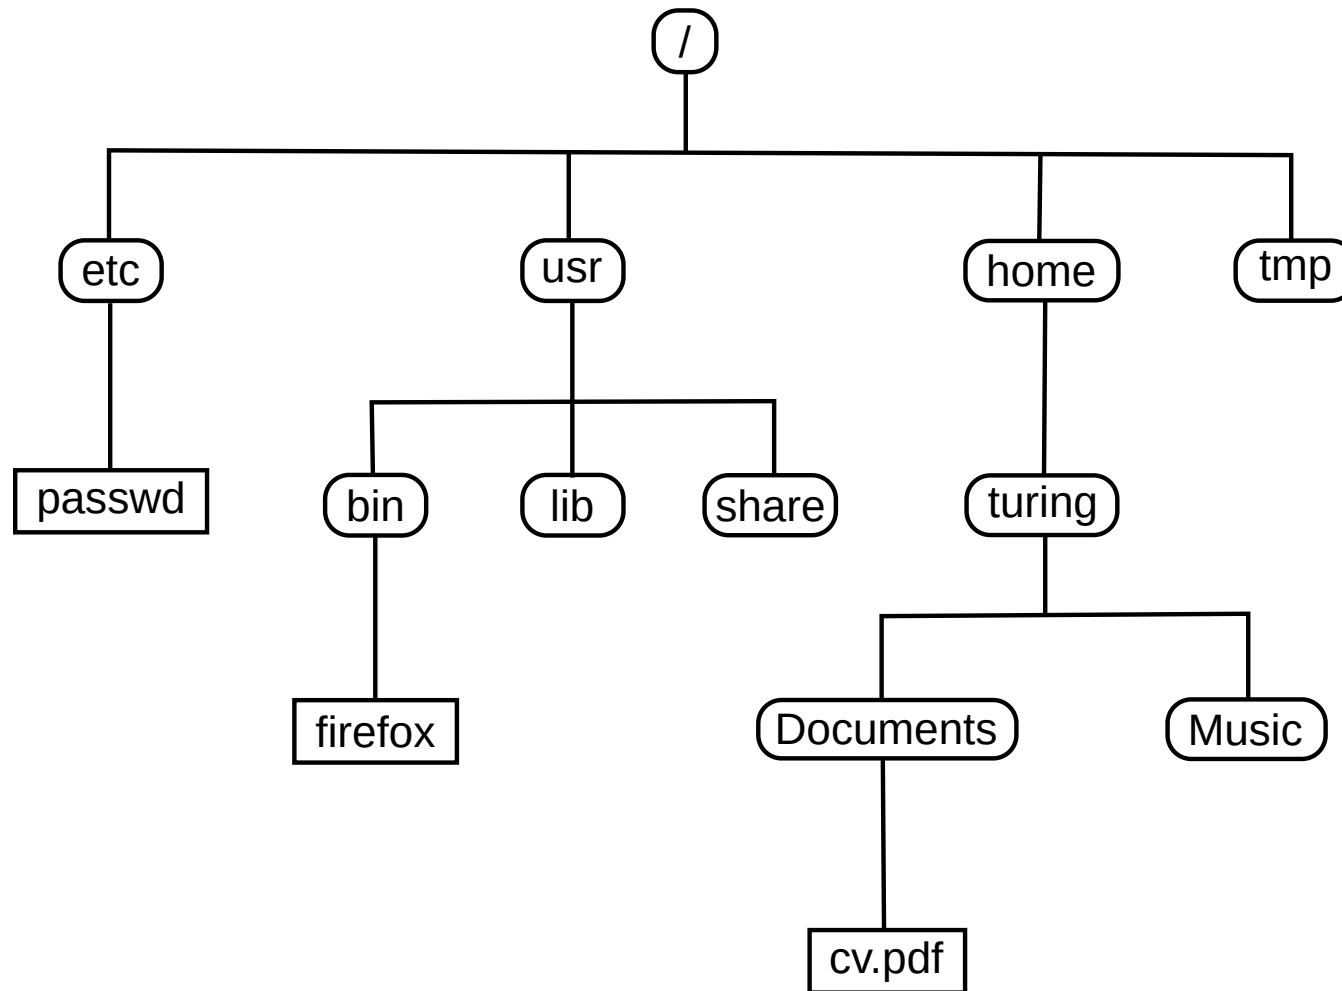 /
etc
usr
home
tmp
passwd
bin
lib
share
turing
firefox
Documents
Music
cv.pdf